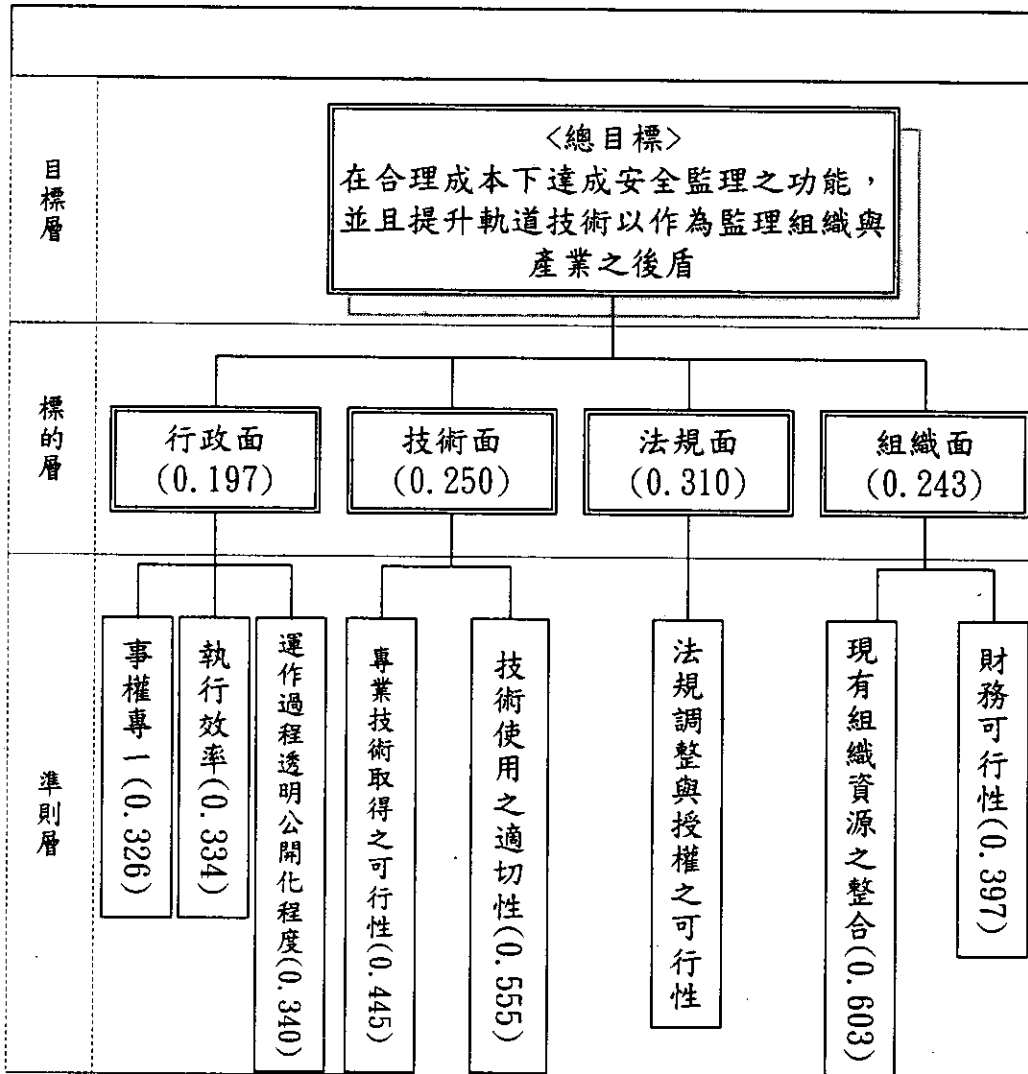 目標層
<總目標>
在合理成本下達成安全監理之功能，
並且提升軌道技術以作為監理組織與
產業之後盾
標的層
行政面
(0.197)
技術面
(0.250)
法規面
(0.310)
組織面
(0.243)
準則層
事權專一(0.326)
執行效率(0.334)
運作過程透明公開化程度(0.340)
專業技術取得之可行性(0.445)
技術使用之適切性(0.555)
法規調整與授權之可行性
現有組織資源之整合(0.603)
財務可行性(0.397)